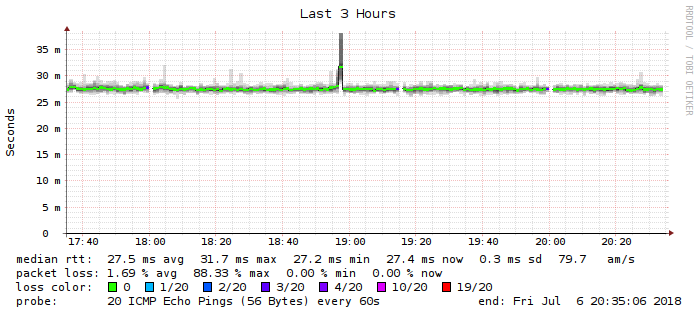 Last 3 Hours
RRDTOOL / TOBI OETIKER
Seconds
35 m
30 m
25 m
20 m
15 m
10 m
5 m
0
17:40 18:00 18:20 18:40 19:00 19:20 19:40 20:00 20:20
median rtt: 27.5 ms avg 31.7 ms max 27.2 ms min 27.4 ms now 0.3 ms sd 79.7 am/s
packet loss: 1.69 % avg 88.33 % max 0.00 % min 0.00 % now
loss color: 0 1/20 2/20 3/20 4/20 10/20 19/20
probe: 20 ICMP Echo Pings (56 Bytes) every 60s end: Fri Jul 6 20:35:06 2018